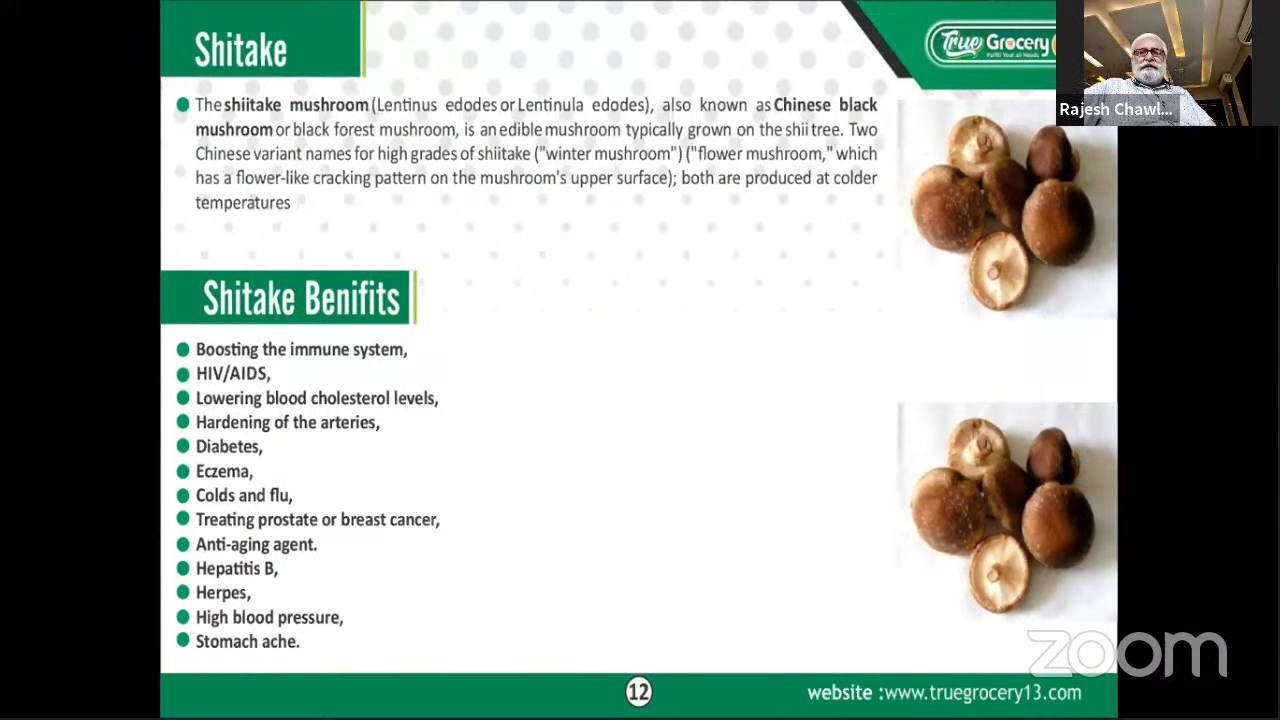 Shitake
True Grocery
Fulfill Your all Needs
Rajesh Chawl...
The shiitake mushroom (Lentinus edodes or Lentinula edodes), also known as Chinese black
mushroom or black forest mushroom, is an edible mushroom typically grown on the shii tree. Two
Chinese variant names for high grades of shiitake ("winter mushroom") ("flower mushroom," which
has a flower-like cracking pattern on the mushroom's upper surface); both are produced at colder
temperatures
Shitake Benifits
Boosting the immune system,
HIV/AIDS,
Lowering blood cholesterol levels,
Hardening of the arteries,
Diabetes,
Eczema,
Colds and flu,
Treating prostate or breast cancer,
Anti-aging agent.
Hepatitis B,
Herpes,
High blood pressure,
Stomach ache.
zoom
12
website :www.truegrocery13.com